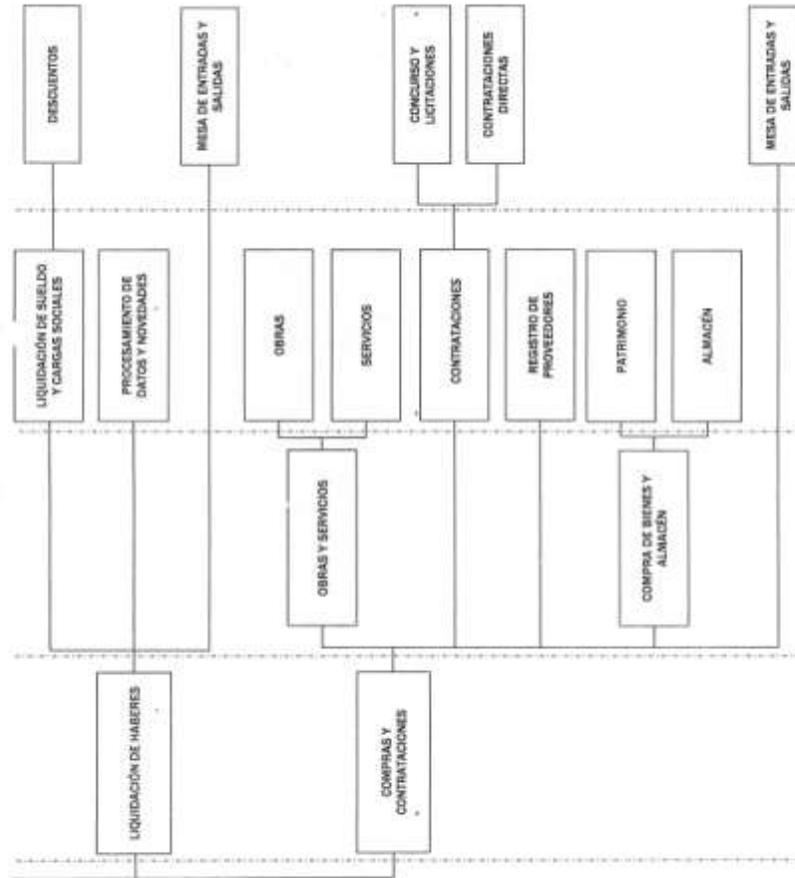 LIQUIDACIÓN DE HABERES
COMPRAS Y
CONTRATACIONES
OBRAS Y SERVICIOS
COMPRA DE BIENES Y
ALMACÉN
LIQUIDACIÓN DE SUELDO
Y CARGAS SOCIALES
PROCESAMIENTO DE
DATOS Y NOVEDADES
OBRAS
SERVICIOS
CONTRATACIONES
REGISTRO DE
PROVEEDORES
PATRIMONIO
ALMACÉN
DESCUENTOS
MESA DE ENTRADAS Y
SALIDAS
CONCURSO Y
LICITACIONES
CONTRATACIONES
DIRECTAS
MESA DE ENTRADAS Y
SALIDAS